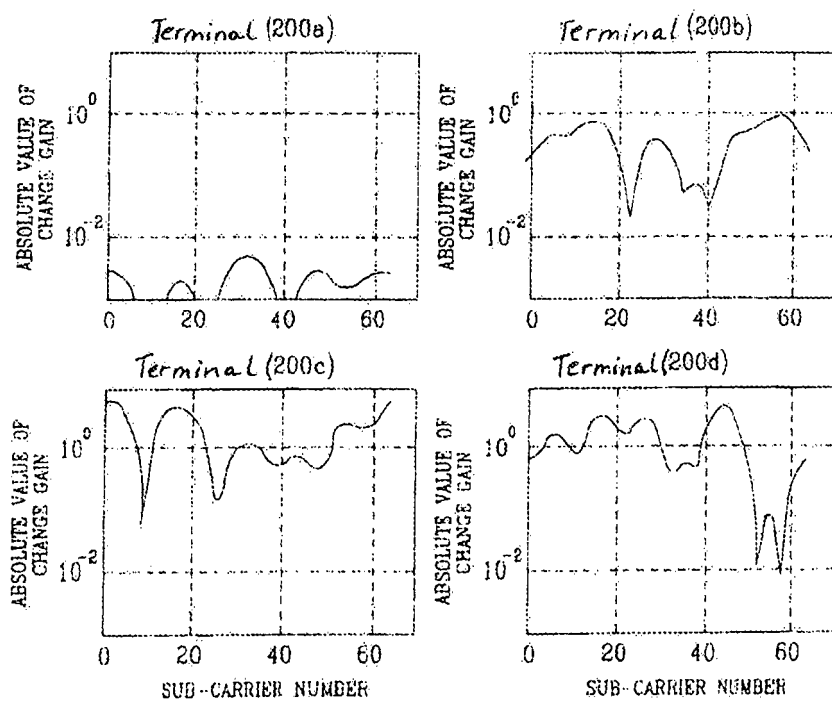 Terminal (200a)
ABSOLUTE VALUE OF
CHANGE GAIN
10^0
10^-2
0 20 40 60
Terminal (200b)
ABSOLUTE VALUE OF
CHANGE GAIN
10^0
10^-2
0 20 40 60
Terminal (200c)
ABSOLUTE VALUE OF
CHANGE GAIN
10^0
10^-2
0 20 40 60
SUB-CARRIER NUMBER
Terminal (200d)
ABSOLUTE VALUE OF
CHANGE GAIN
10^0
10^-2
0 20 40 60
SUB-CARRIER NUMBER